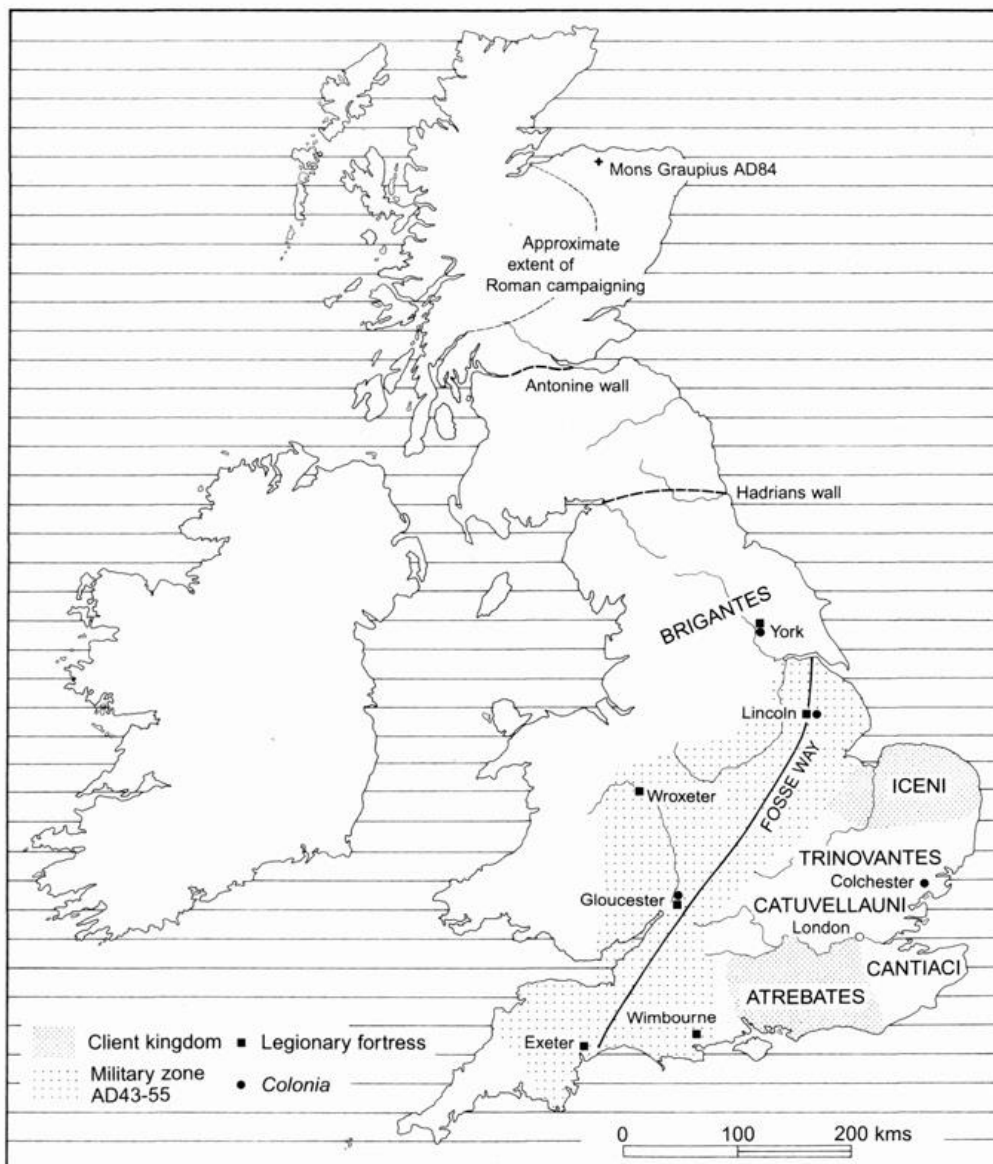 Mons Graupius AD84
Approximate
extent of
Roman campaigning
Antonine wall
Hadrians wall
BRIGANTES
York
Lincoln
FOSSE WAY
Wroxeter
ICENI
TRINOVANTES
Colchester
Gloucester
CATUVELLAUNI
London
CANTIACI
ATREBATES
Wimbourne
Exeter
Client kingdom
Legionary fortress
Military zone
AD43-55
Colonia
0 100 200 kms